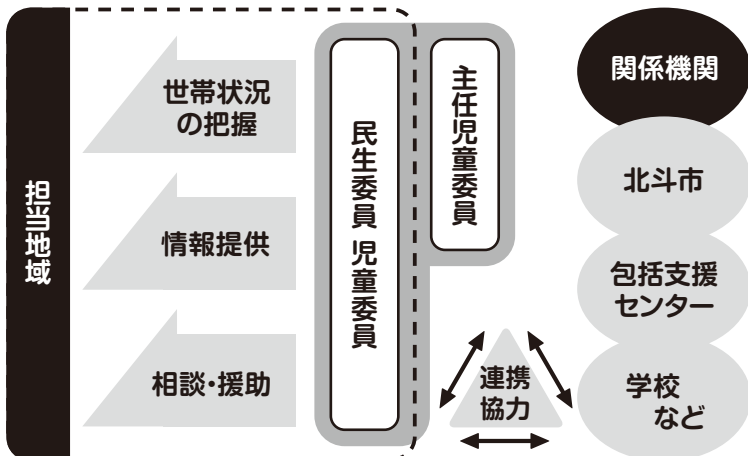 担当地域
世帯状況
の把握
情報提供
相談・援助
民生委員 児童委員
主任児童委員
連携
協力
関係機関
北斗市
包括支援
センター
学校
など